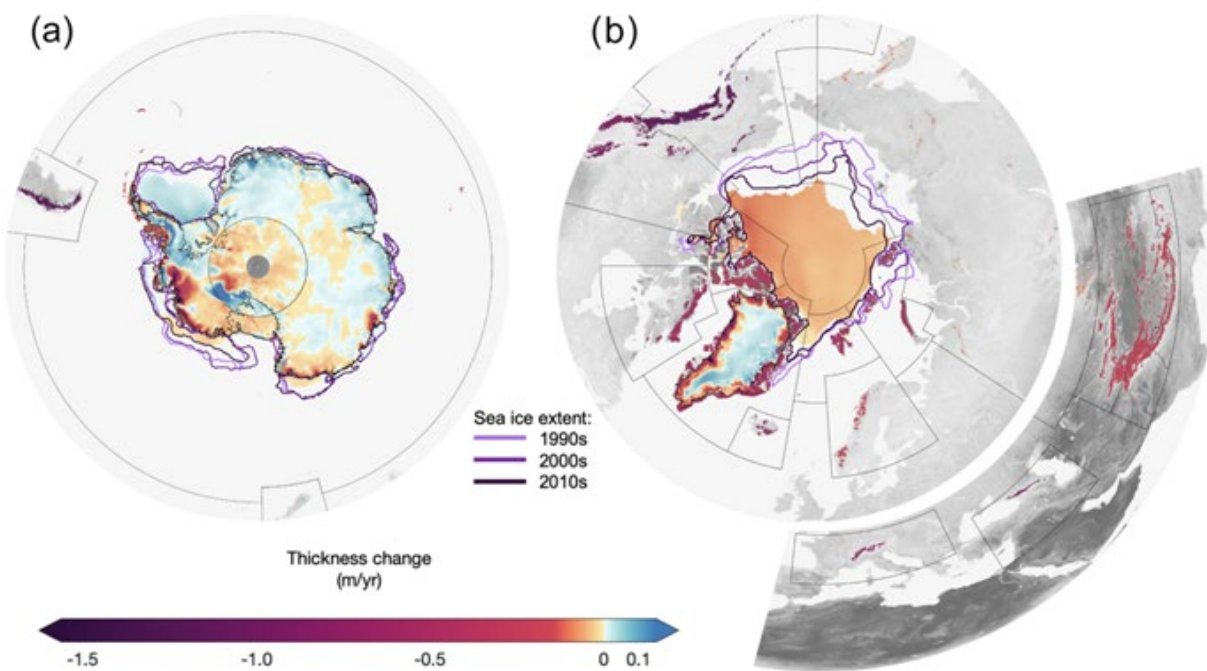 (a)
(b)
Sea ice extent:
1990s
2000s
2010s
Thickness change
(m/yr)
-1.5
-1.0
-0.5
0
0.1